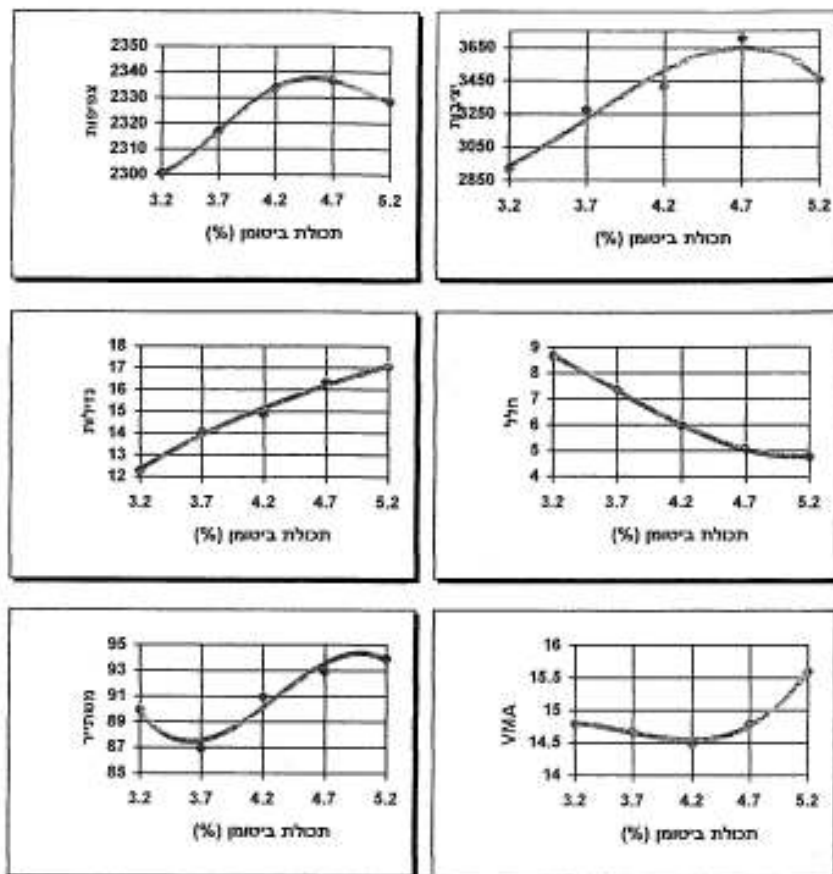 צפיפות
2350
2340
2330
2320
2310
2300
3.2 3.7 4.2 4.7 5.2
תכולת ביטומן (%)
יציבות
3650
3450
3250
3050
2850
3.2 3.7 4.2 4.7 5.2
תכולת ביטומן (%)
נזילות
18
17
16
15
14
13
12
3.2 3.7 4.2 4.7 5.2
תכולת ביטומן (%)
חלל
9
8
7
6
5
4
3.2 3.7 4.2 4.7 5.2
תכולת ביטומן (%)
משתייר
95
93
91
89
87
85
3.2 3.7 4.2 4.7 5.2
תכולת ביטומן (%)
VMA
16
15.5
15
14.5
14
3.2 3.7 4.2 4.7 5.2
תכולת ביטומן (%)